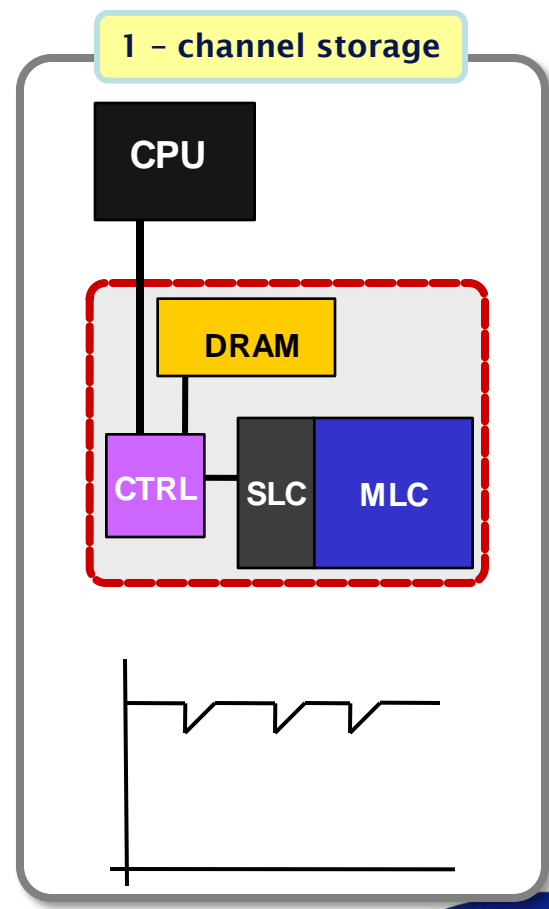 1 – channel storage
CPU
DRAM
CTRL
SLC
MLC